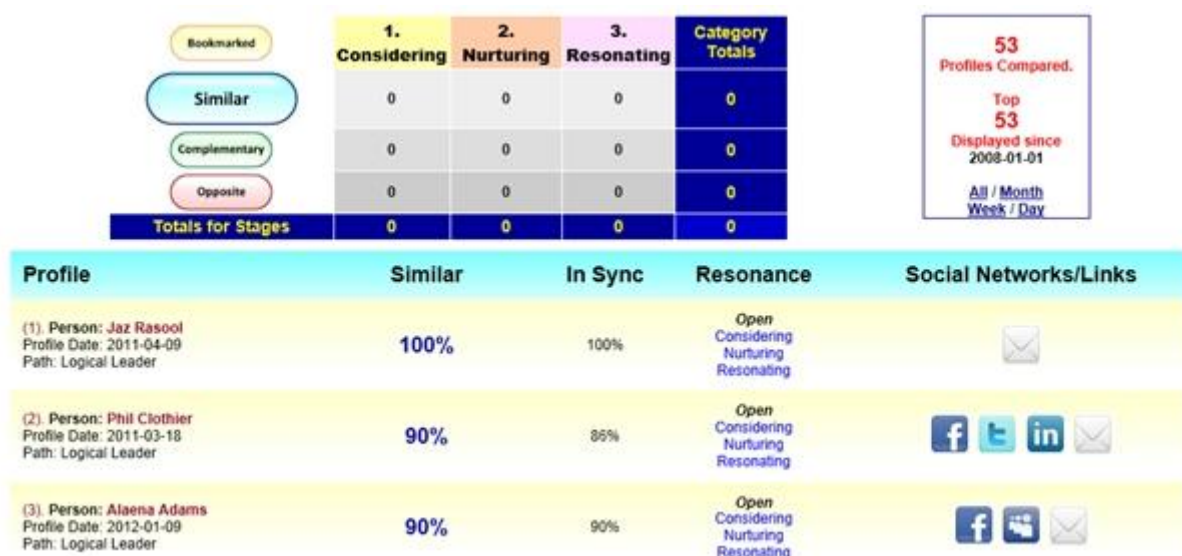 Bookmarked
1. Considering 2. Nurturing 3. Resonating Category Totals
Similar 0 0 0 0
Complementary 0 0 0 0
Opposite 0 0 0 0
Totals for Stages 0 0 0 0
53
Profiles Compared.
Top
53
Displayed since
2008-01-01
All / Month
Week / Day
Profile Similar In Sync Resonance Social Networks/Links
(1). Person: Jaz Rasool
Profile Date: 2011-04-09
Path: Logical Leader
100%
100%
Open
Considering
Nurturing
Resonating
(2). Person: Phil Clothier
Profile Date: 2011-03-18
Path: Logical Leader
90%
86%
Open
Considering
Nurturing
Resonating
f t in
(3). Person: Alaena Adams
Profile Date: 2012-01-09
Path: Logical Leader
90%
90%
Open
Considering
Nurturing
Resonating
f